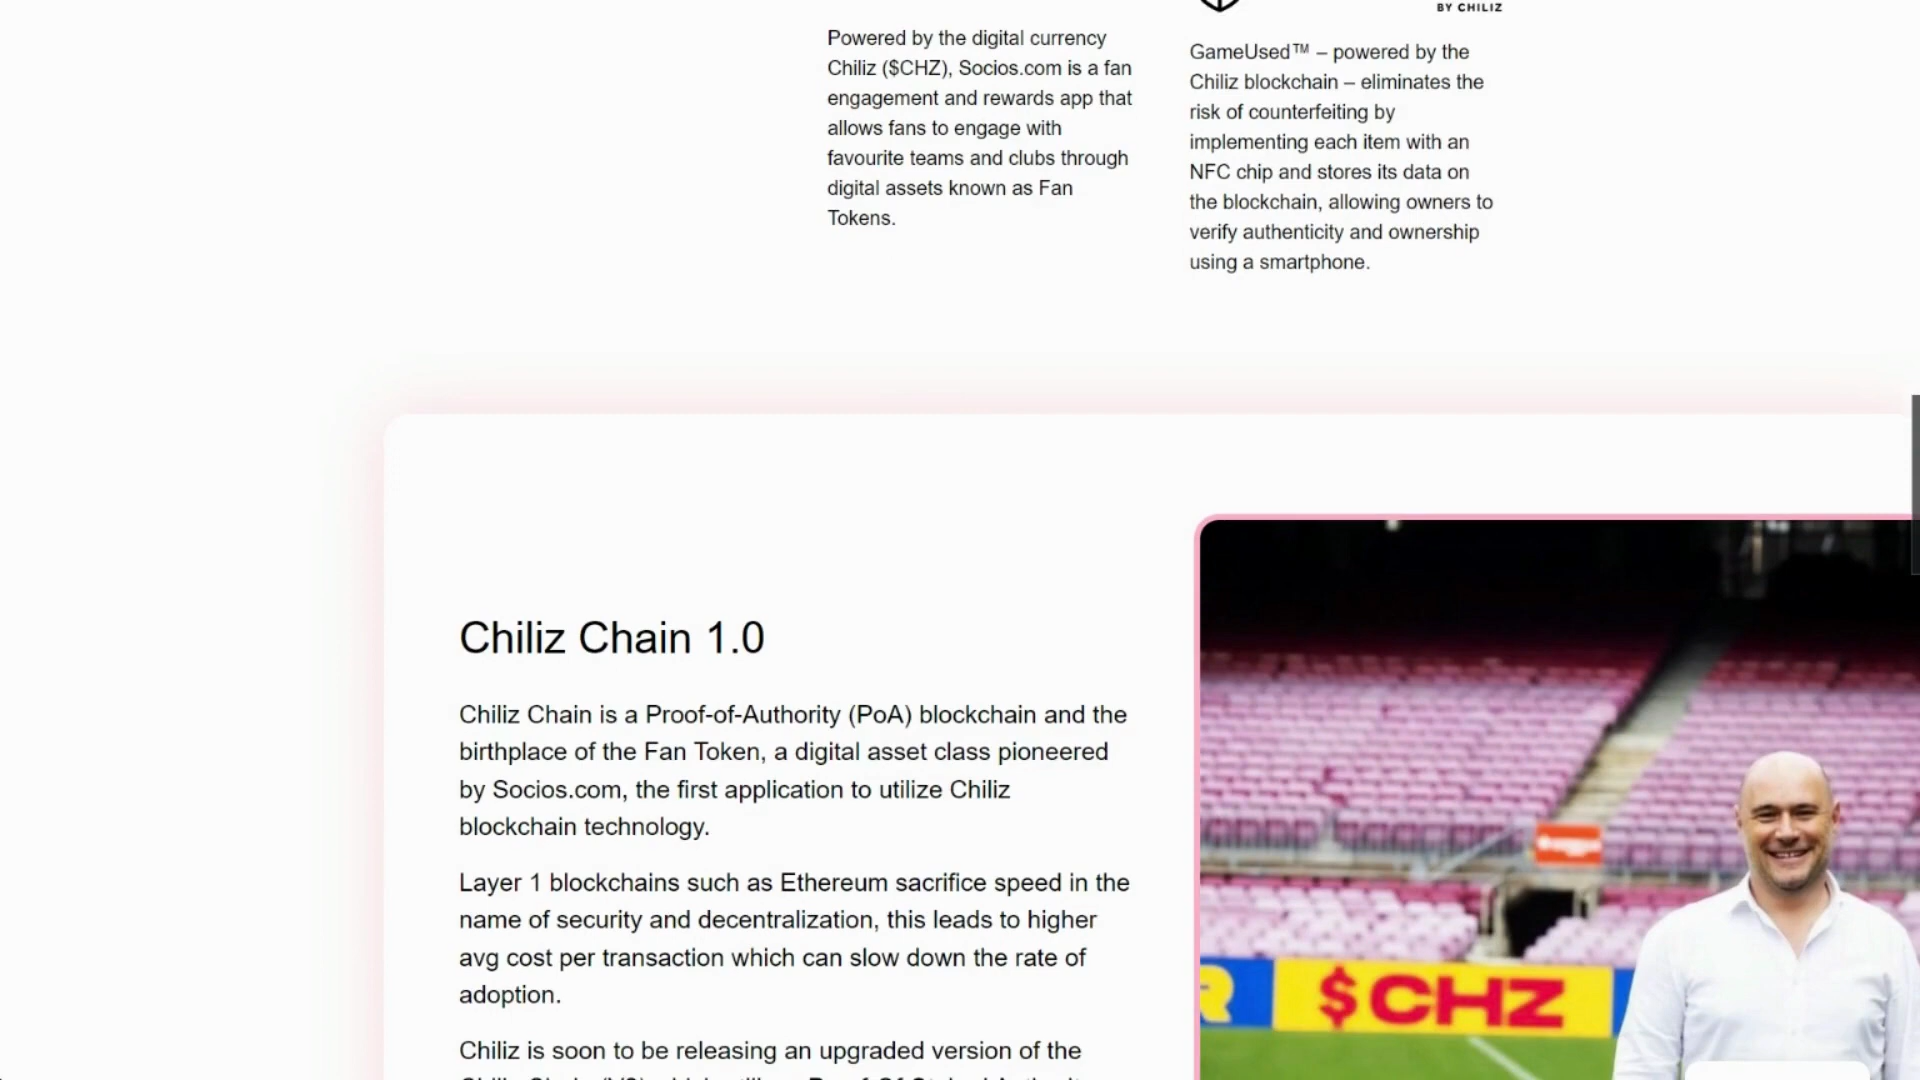 BY CHILIZ
Powered by the digital currency
Chiliz ($CHZ), Socios.com is a fan
engagement and rewards app that
allows fans to engage with
favourite teams and clubs through
digital assets known as Fan
Tokens.
GameUsed™ – powered by the
Chiliz blockchain – eliminates the
risk of counterfeiting by
implementing each item with an
NFC chip and stores its data on
the blockchain, allowing owners to
verify authenticity and ownership
using a smartphone.
Chiliz Chain 1.0
Chiliz Chain is a Proof-of-Authority (PoA) blockchain and the
birthplace of the Fan Token, a digital asset class pioneered
by Socios.com, the first application to utilize Chiliz
blockchain technology.
Layer 1 blockchains such as Ethereum sacrifice speed in the
name of security and decentralization, this leads to higher
avg cost per transaction which can slow down the rate of
adoption.
Chiliz is soon to be releasing an upgraded version of the
$CHZ